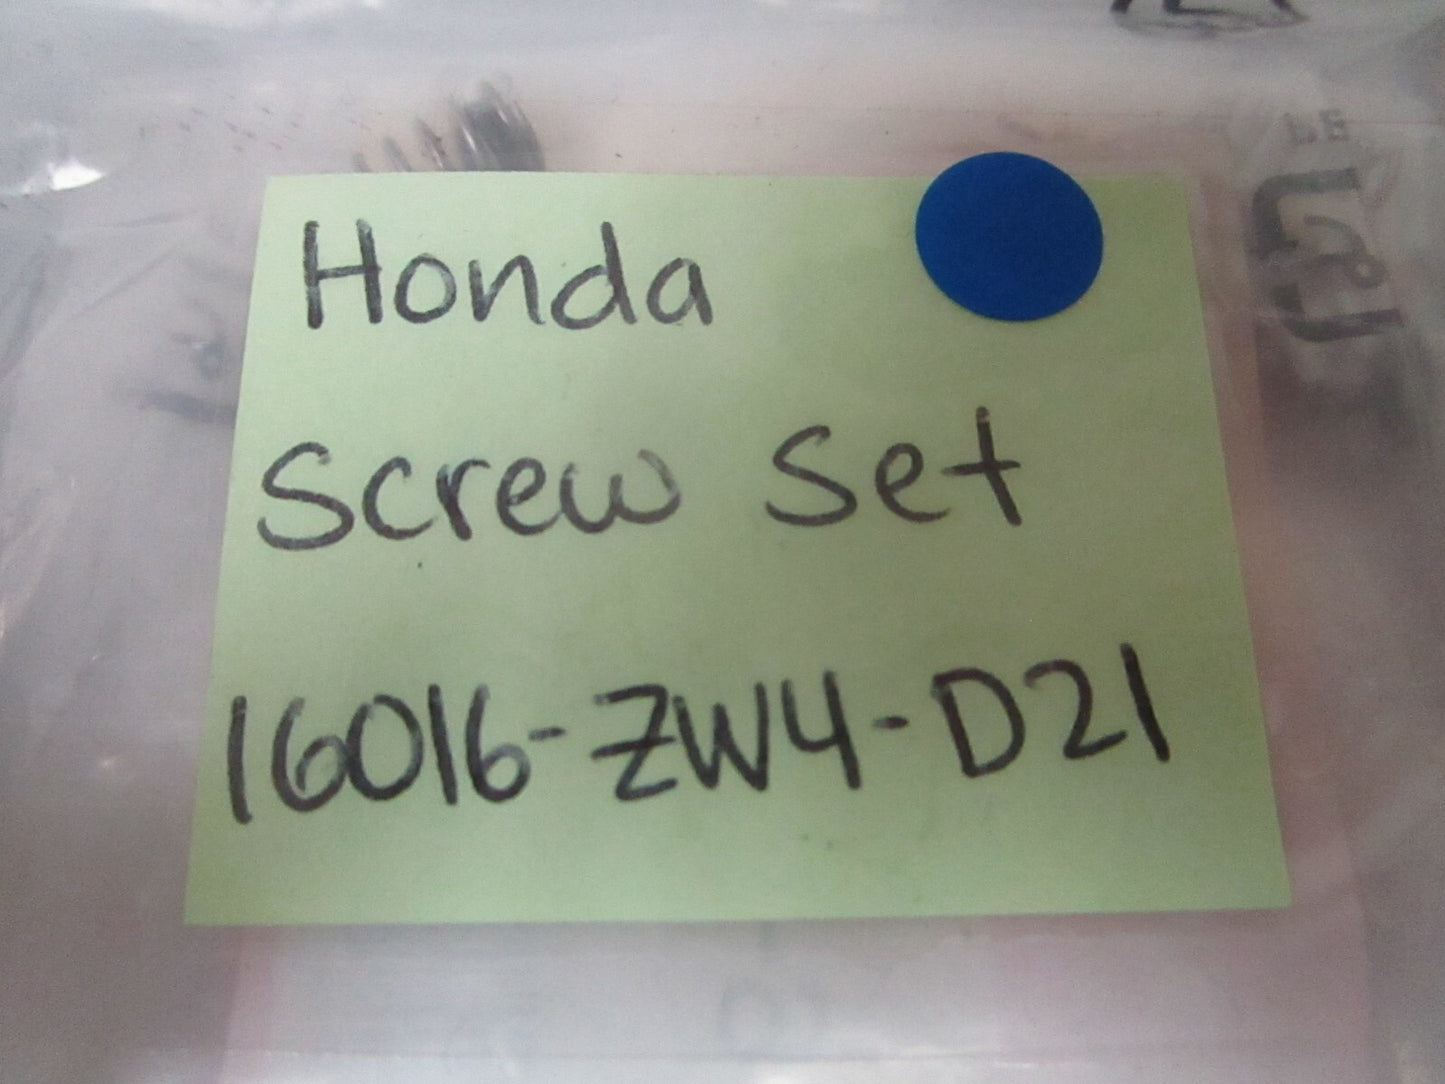 Honda
Screw Set
16016-ZW4-D21